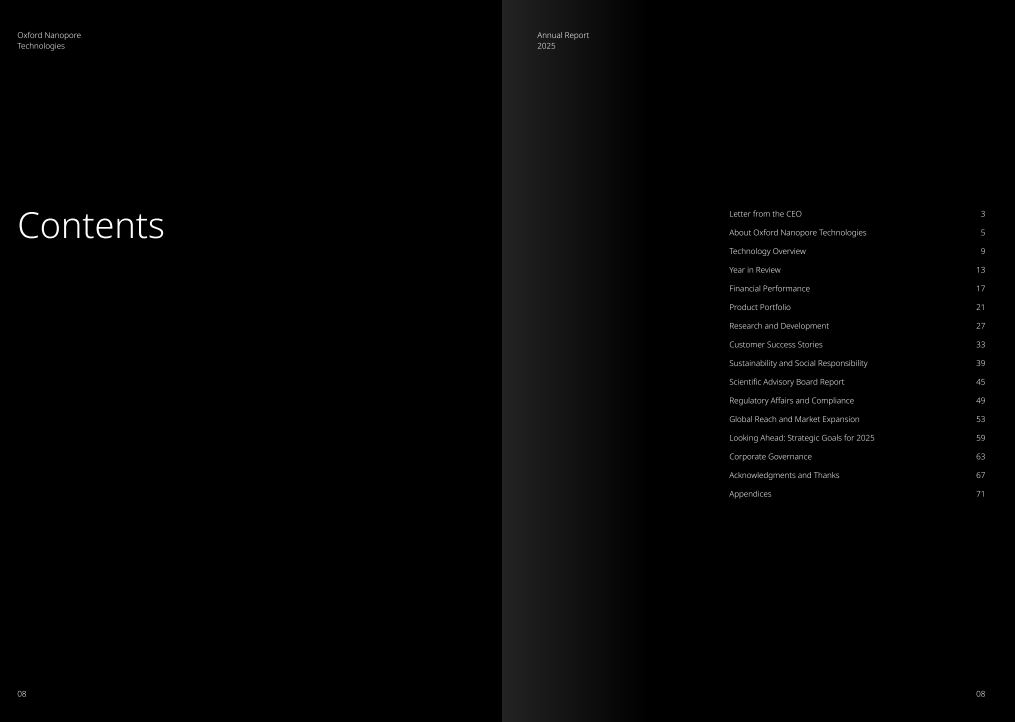 Oxford Nanopore
Technologies
Annual Report
2025
Contents
Letter from the CEO 3
About Oxford Nanopore Technologies 5
Technology Overview 9
Year in Review 13
Financial Performance 17
Product Portfolio 21
Research and Development 27
Customer Success Stories 33
Sustainability and Social Responsibility 39
Scientific Advisory Board Report 45
Regulatory Affairs and Compliance 49
Global Reach and Market Expansion 53
Looking Ahead: Strategic Goals for 2025 59
Corporate Governance 63
Acknowledgments and Thanks 67
Appendices 71
08
08